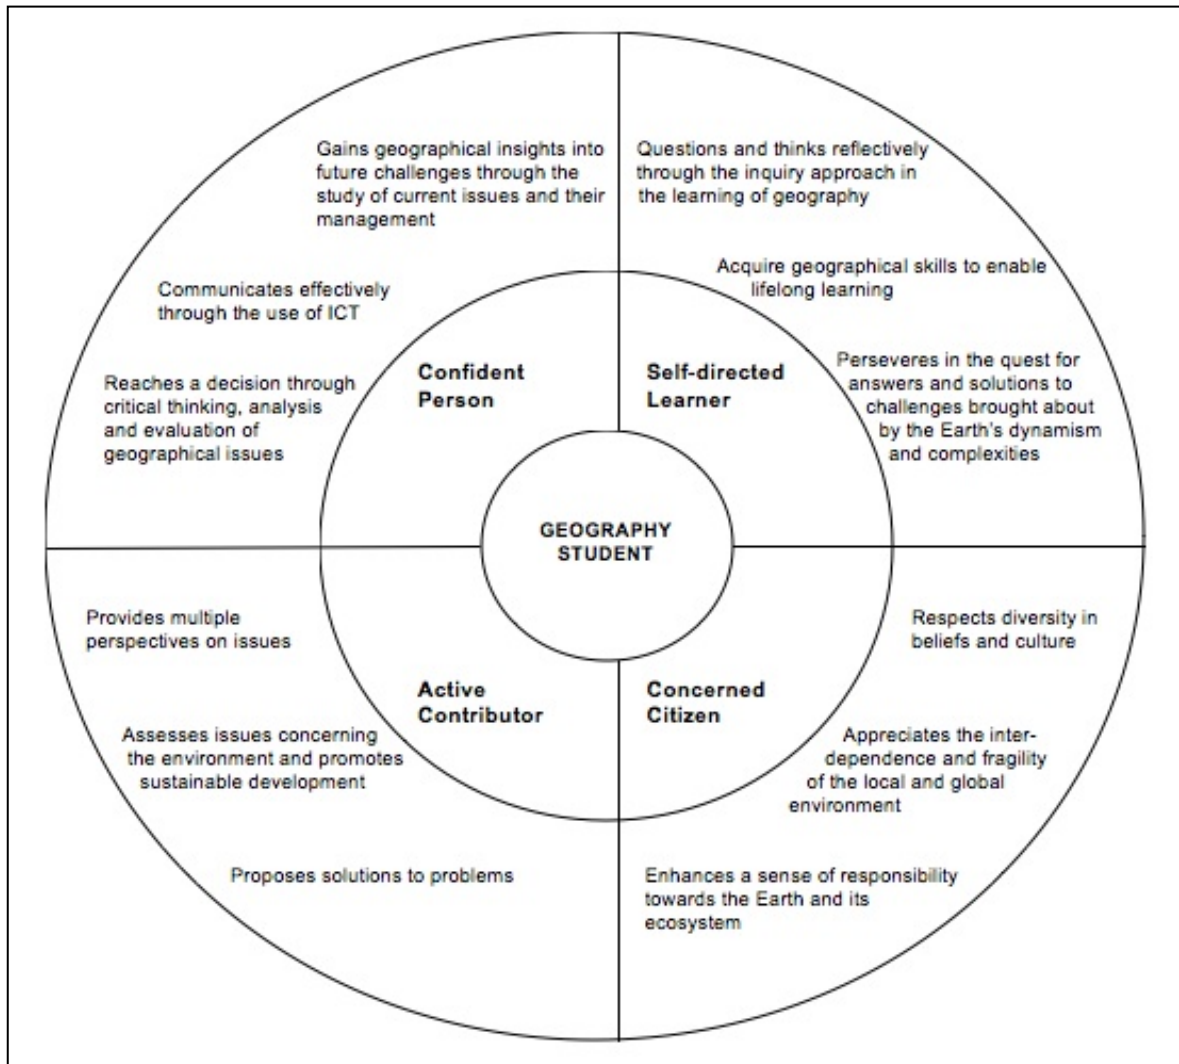 Gains geographical insights into
future challenges through the
study of current issues and their
management
Communicates effectively
through the use of ICT
Reaches a decision through
critical thinking, analysis
and evaluation of
geographical issues
Confident
Person
Questions and thinks reflectively
through the inquiry approach in
the learning of geography
Acquire geographical skills to enable
lifelong learning
Perseveres in the quest for
answers and solutions to
challenges brought about
by the Earth's dynamism
and complexities
Self-directed
Learner
GEOGRAPHY
STUDENT
Provides multiple
perspectives on issues
Assesses issues concerning
the environment and promotes
sustainable development
Proposes solutions to problems
Active
Contributor
Concerned
Citizen
Respects diversity in
beliefs and culture
Appreciates the inter-
dependence and fragility
of the local and global
environment
Enhances a sense of responsibility
towards the Earth and its
ecosystem